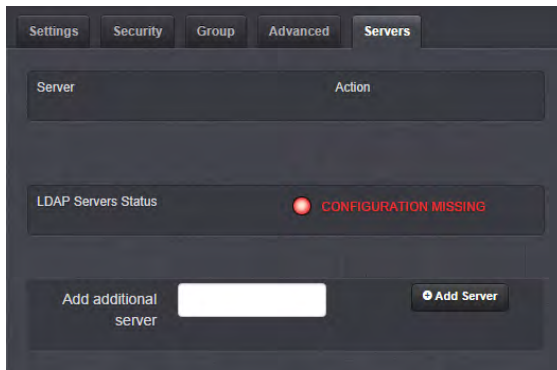 Settings Security Group Advanced Servers
Server Action
LDAP Servers Status CONFIGURATION MISSING
Add additional
server
Add Server